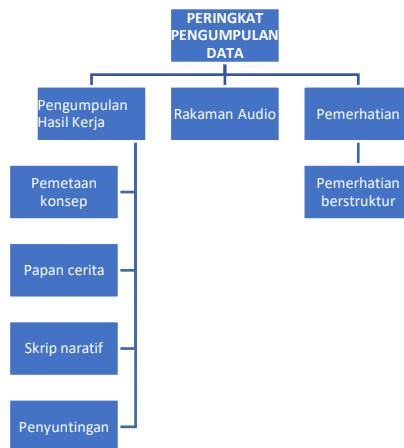 PERINGKAT
PENGUMPULAN
DATA
Pengumpulan
Hasil Kerja
Rakaman Audio
Pemerhatian
Pemetaan
konsep
Pemerhatian
berstruktur
Papan cerita
Skrip naratif
Penyuntingan